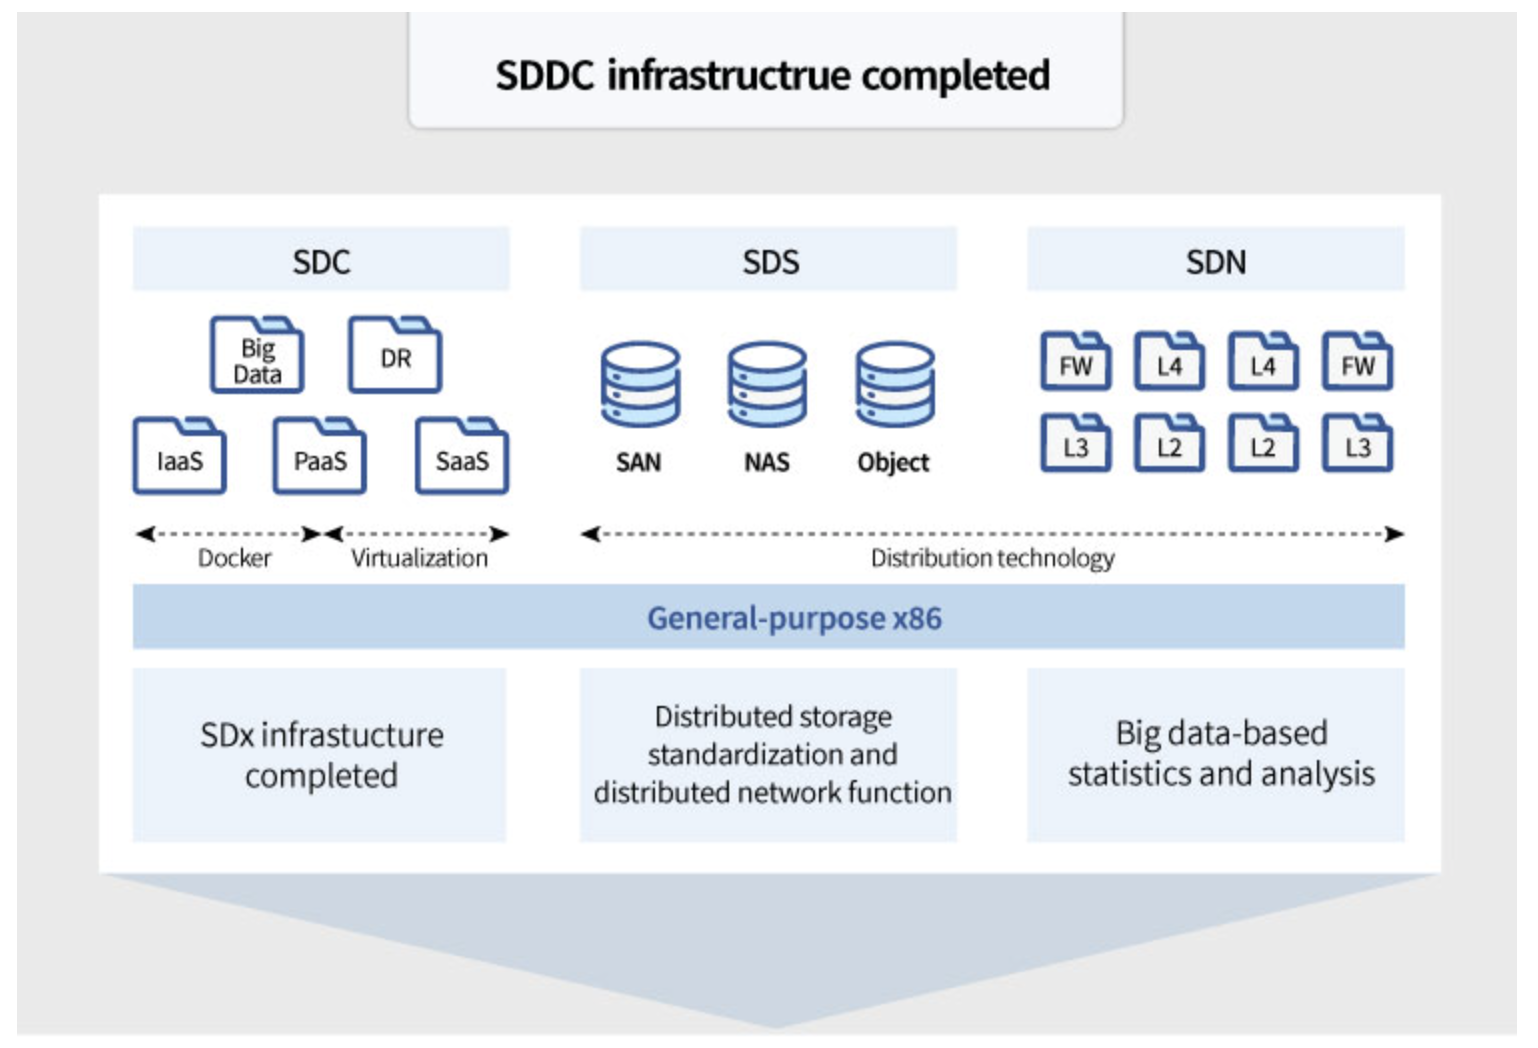 SDDC infrastructrue completed
SDC
SDS
SDN
Big
Data
DR
IaaS
PaaS
SaaS
SAN
NAS
Object
FW
L4
L4
FW
L3
L2
L2
L3
Docker
Virtualization
Distribution technology
General-purpose x86
SDx infrastucture
completed
Distributed storage
standardization and
distributed network function
Big data-based
statistics and analysis